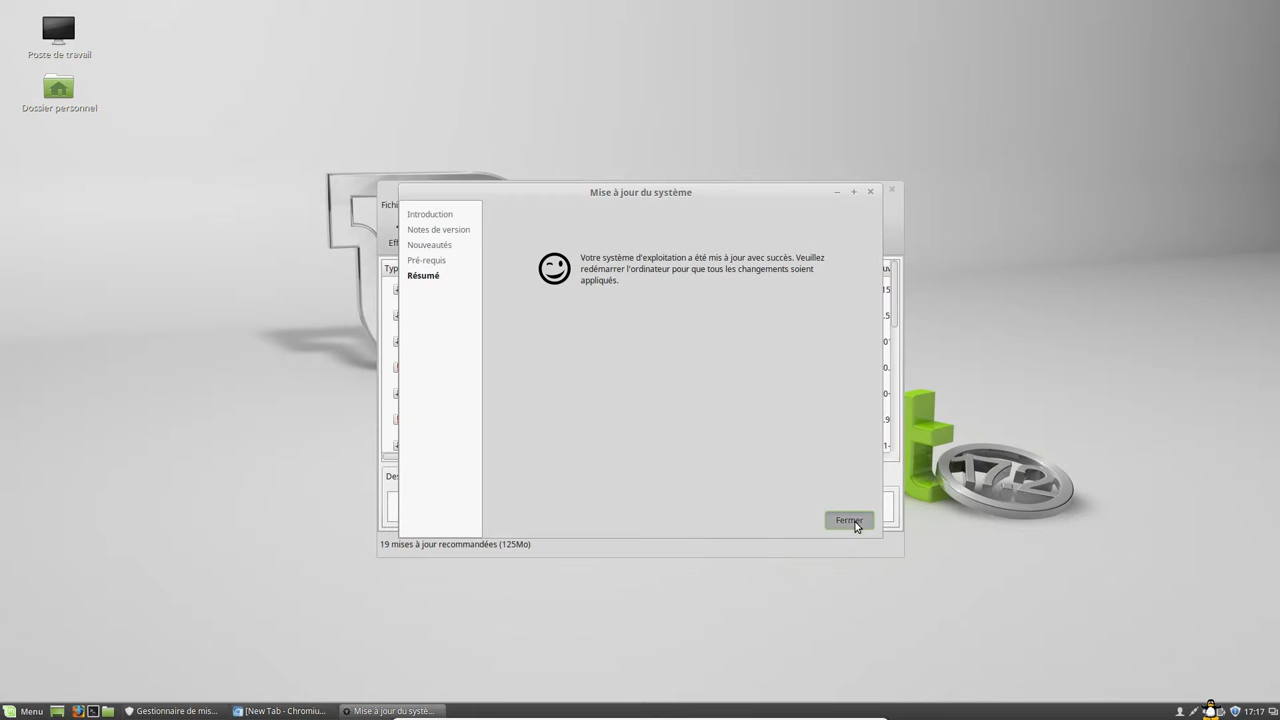 Poste de travail
Dossier personnel
Mise à jour du système
Introduction
Notes de version
Nouveautés
Pré-requis
Résumé
Votre système d'exploitation a été mis à jour avec succès. Veuillez
redémarrer l'ordinateur pour que tous les changements soient
appliqués.
Fermer
19 mises à jour recommandées (125Mo)
17.2
Menu
Gestionnaire de mis...
[New Tab - Chromiu...
Mise à jour du systè...
17:17